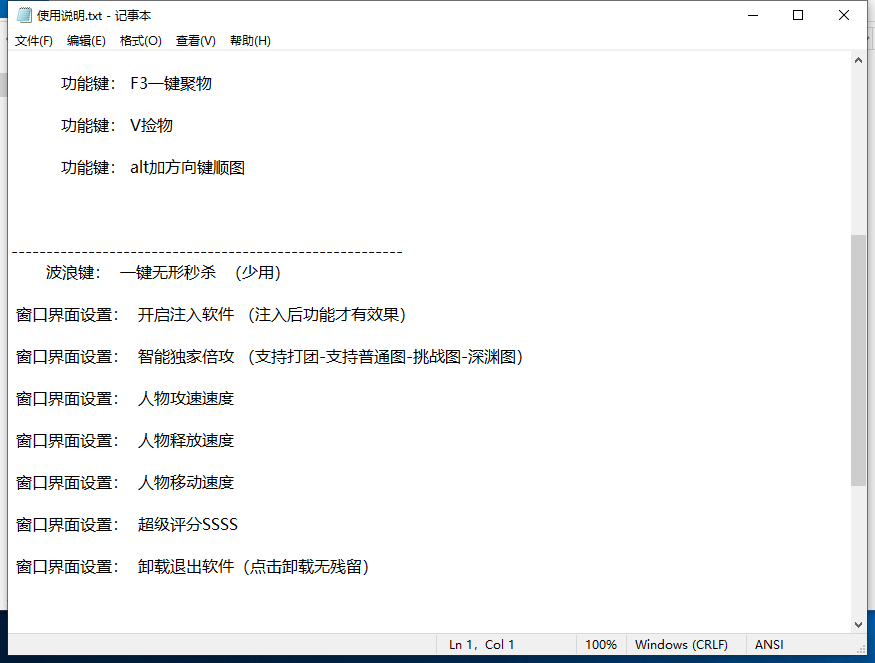 使用说明.txt - 记事本
文件(F) 编辑(E) 格式(O) 查看(V) 帮助(H)
功能键： F3一键聚物
功能键： V捡物
功能键： alt加方向键顺图
--------------------------------------------------------
波浪键： 一键无形秒杀 （少用）
窗口界面设置： 开启注入软件 （注入后功能才有效果）
窗口界面设置： 智能独家倍攻 （支持打团-支持普通图-挑战图-深渊图）
窗口界面设置： 人物攻速速度
窗口界面设置： 人物释放速度
窗口界面设置： 人物移动速度
窗口界面设置： 超级评分SSSS
窗口界面设置： 卸载退出软件（点击卸载无残留）
Ln 1, Col 1 100% Windows (CRLF) ANSI